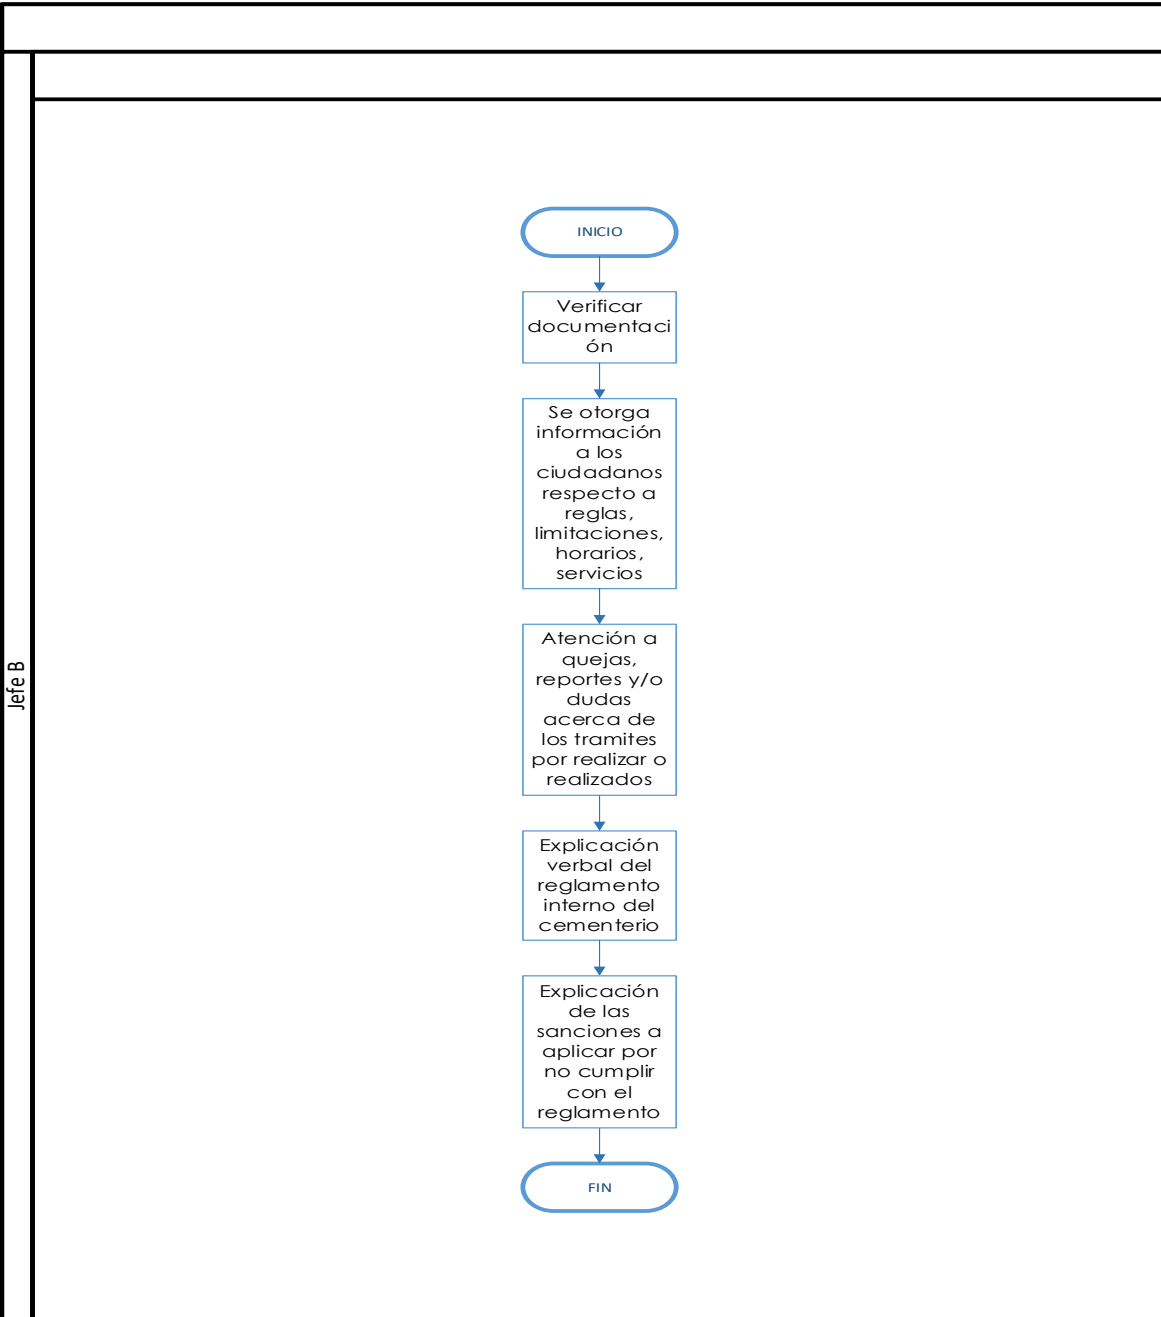 INICIO
Verificar
documentaci
ón
Se otorga
información
a los
ciudadanos
respecto a
reglas,
limitaciones,
horarios,
servicios
Atención a
quejas,
reportes y/o
dudas
acerca de
los tramites
por realizar o
realizados
Jefe B
Explicación
verbal del
reglamento
interno del
cementerio
Explicación
de las
sanciones a
aplicar por
no cumplir
con el
reglamento
FIN